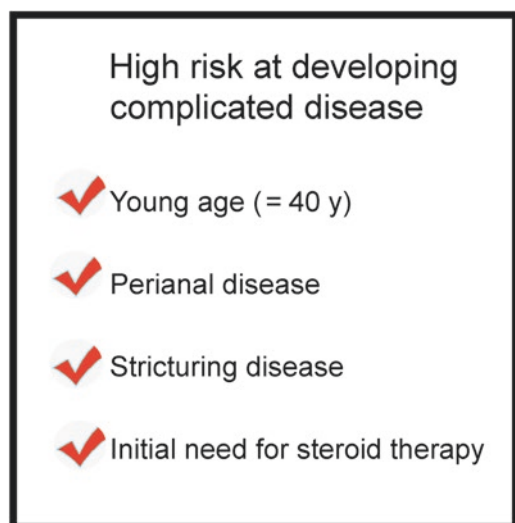 High risk at developing
complicated disease
Young age (= 40 y)
Perianal disease
Stricturing disease
Initial need for steroid therapy